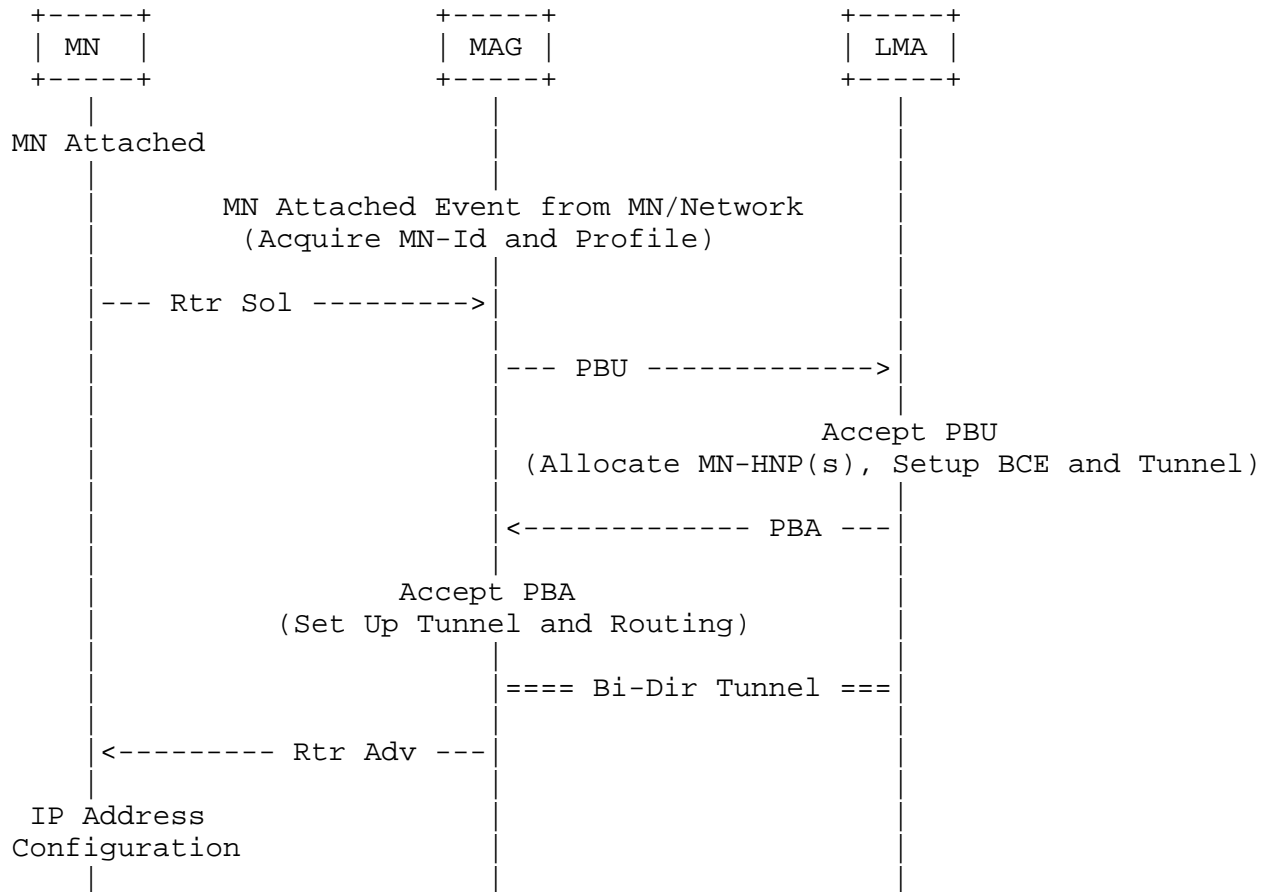 MN MAG LMA
MN Attached
MN Attached Event from MN/Network
(Acquire MN-Id and Profile)
--- Rtr Sol --------->
--- PBU ------------->
Accept PBU
(Allocate MN-HNP(s), Setup BCE and Tunnel)
<------------- PBA ---
Accept PBA
(Set Up Tunnel and Routing)
==== Bi-Dir Tunnel ===
<--------- Rtr Adv ---
IP Address
Configuration